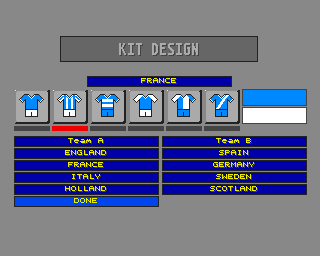 KIT DESIGN
FRANCE
Team A Team B
ENGLAND SPAIN
FRANCE GERMANY
ITALY SWEDEN
HOLLAND SCOTLAND
DONE